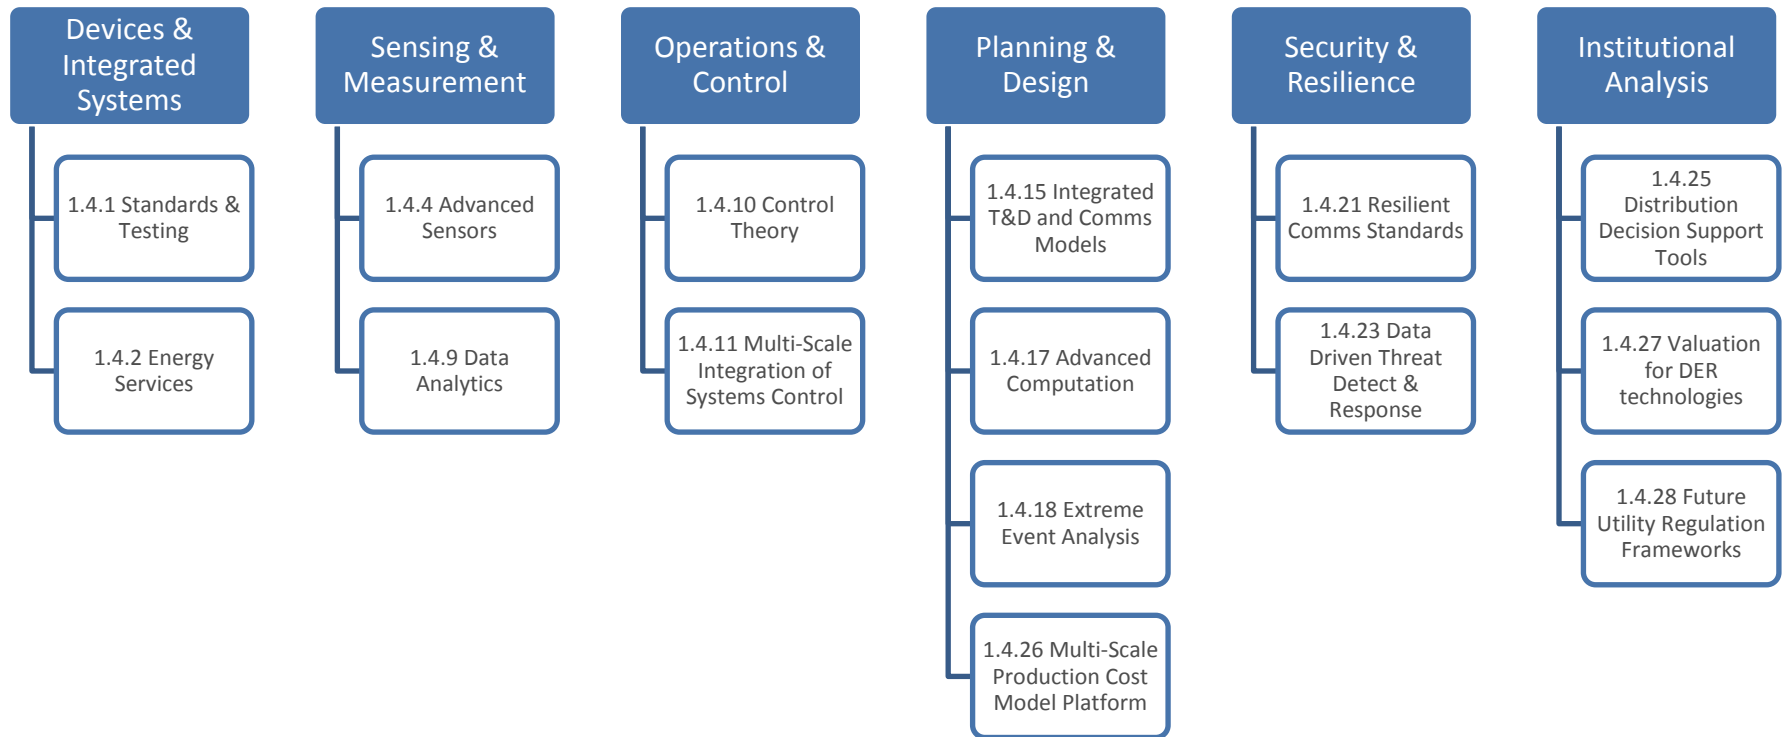 Devices &
Integrated
Systems
1.4.1 Standards &
Testing
1.4.2 Energy
Services
Sensing &
Measurement
1.4.4 Advanced
Sensors
1.4.9 Data
Analytics
Operations &
Control
1.4.10 Control
Theory
1.4.11 Multi-Scale
Integration of
Systems Control
Planning &
Design
1.4.15 Integrated
T&D and Comms
Models
1.4.17 Advanced
Computation
1.4.18 Extreme
Event Analysis
1.4.26 Multi-Scale
Production Cost
Model Platform
Security &
Resilience
1.4.21 Resilient
Comms Standards
1.4.23 Data
Driven Threat
Detect &
Response
Institutional
Analysis
1.4.25
Distribution
Decision Support
Tools
1.4.27 Valuation
for DER
technologies
1.4.28 Future
Utility Regulation
Frameworks